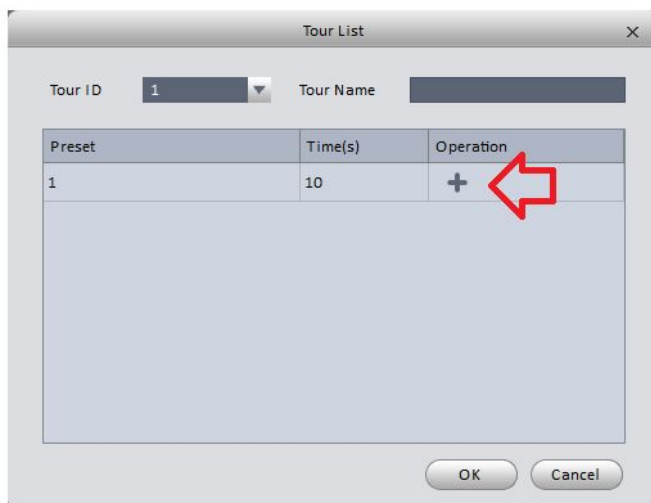 Tour List
Tour ID 1 Tour Name
Preset Time(s) Operation
1 10
OK Cancel